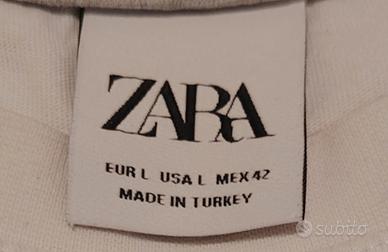 ZARA
EUR L USA L MEX 42
MADE IN TURKEY
subito